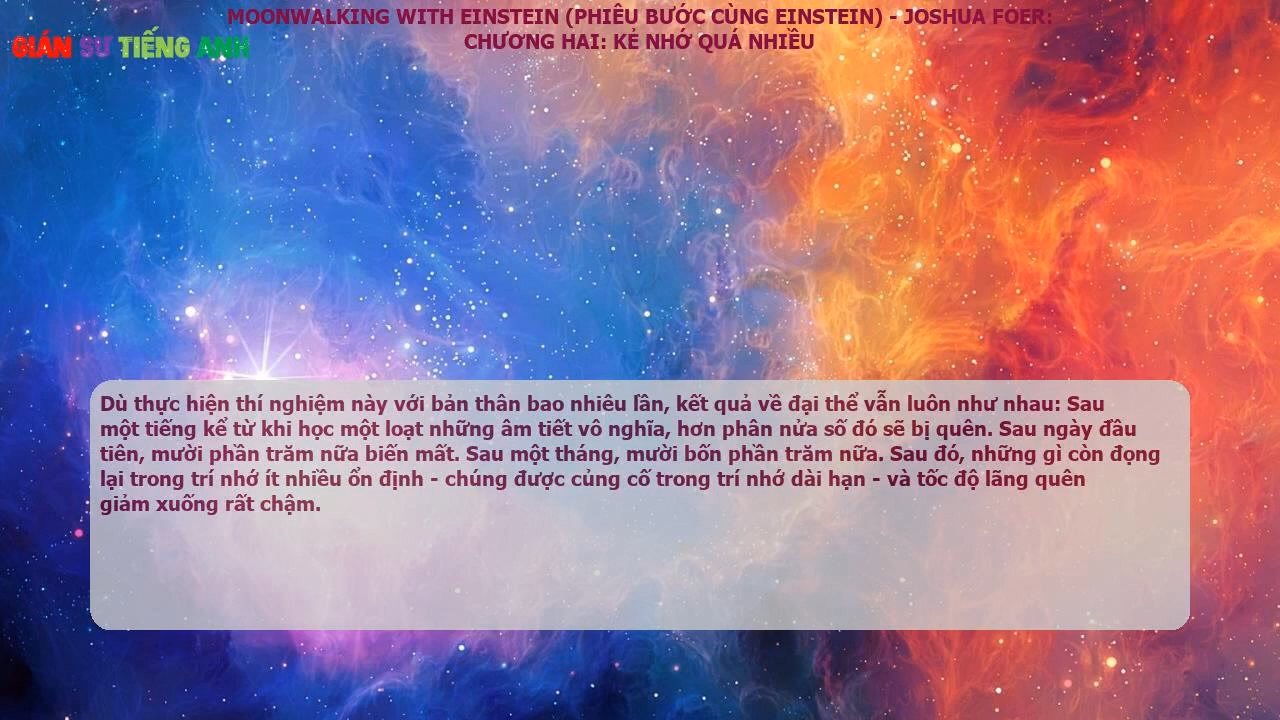 MOONWALKING WITH EINSTEIN (PHIÊU BƯỚC CÙNG EINSTEIN) - JOSHUA FOER:
CHƯƠNG HAI: KẺ NHỚ QUÁ NHIỀU
GIÁN SƯ TIẾNG ANH
Dù thực hiện thí nghiệm này với bản thân bao nhiêu lần, kết quả về đại thể vẫn luôn như nhau: Sau
một tiếng kể từ khi học một loạt những âm tiết vô nghĩa, hơn phân nửa số đó sẽ bị quên. Sau ngày đầu
tiên, mười phần trăm nữa biến mất. Sau một tháng, mười bốn phần trăm nữa. Sau đó, những gì còn đọng
lại trong trí nhớ ít nhiều ổn định - chúng được củng cố trong trí nhớ dài hạn - và tốc độ lãng quên
giảm xuống rất chậm.